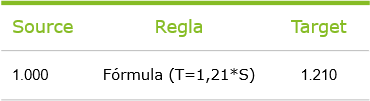 Source Regla Target
1.000 Fórmula (T=1,21*S) 1.210